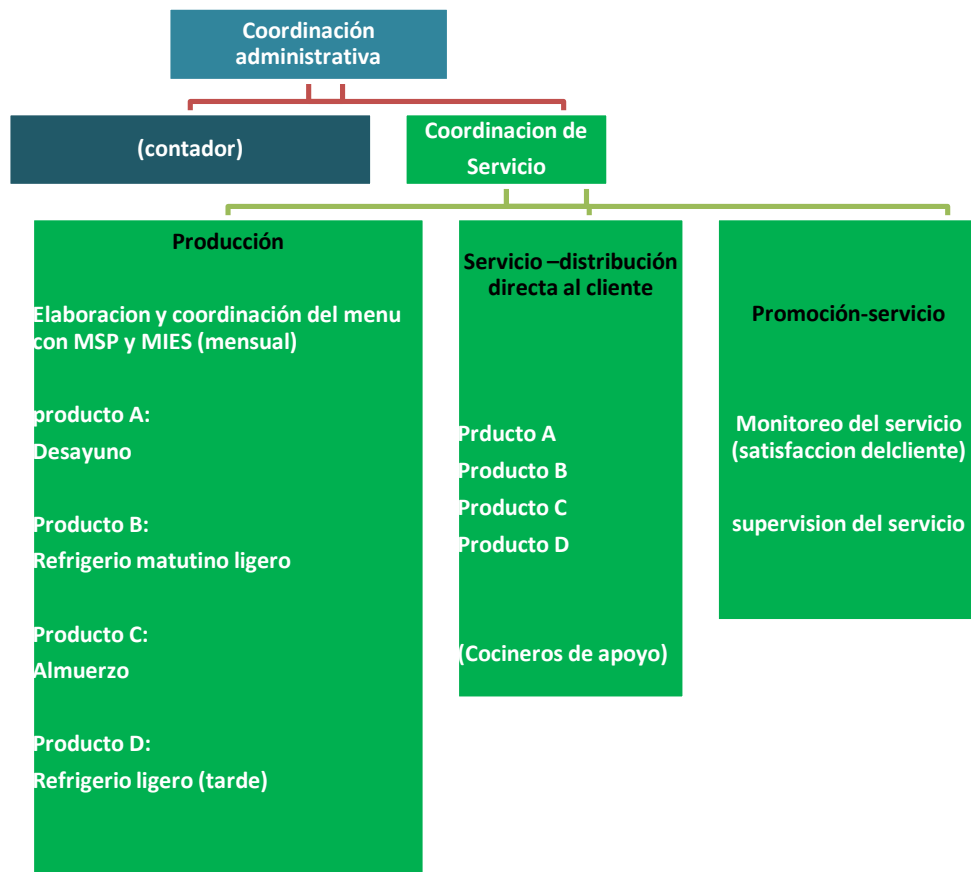 Coordinación
administrativa
(contador)
Coordinacion de
Servicio
Producción
Elaboracion y coordinación del menu
con MSP y MIES (mensual)
producto A:
Desayuno
Producto B:
Refrigerio matutino ligero
Producto C:
Almuerzo
Producto D:
Refrigerio ligero (tarde)
Servicio –distribución
directa al cliente
Prducto A
Producto B
Producto C
Producto D
(Cocineros de apoyo)
Promoción-servicio
Monitoreo del servicio
(satisfaccion delcliente)
supervision del servicio